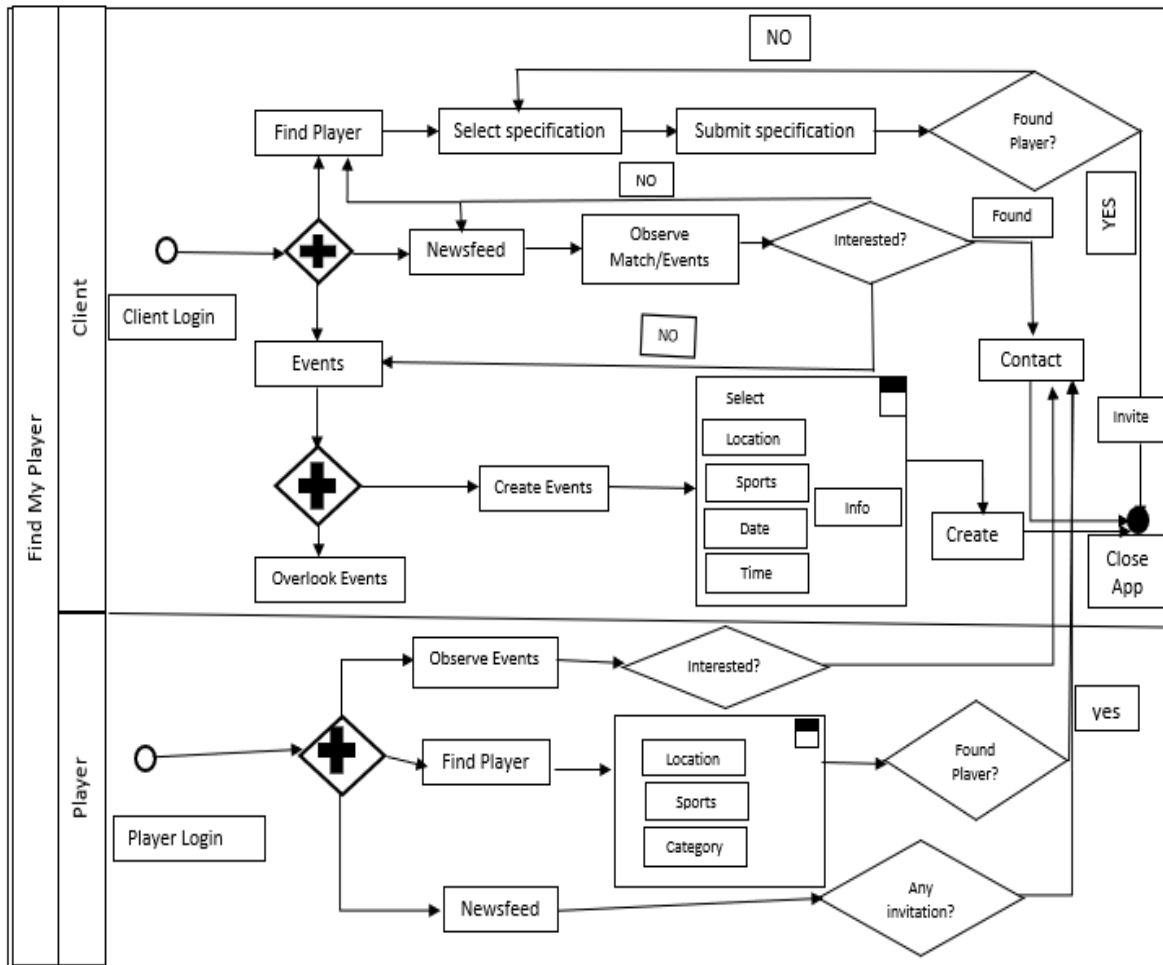 Find My Player
Client
NO
Find Player
Select specification
Submit specification
Found
Player?
NO
YES
Newsfeed
Observe
Match/Events
Interested?
Found
Client Login
NO
Events
Contact
Select
Location
Sports
Date
Time
Info
Invite
Create Events
Create
Overlook Events
Close
App
Player
Observe Events
Interested?
yes
Find Player
Location
Sports
Category
Found
Plaver?
Player Login
Newsfeed
Any
invitation?